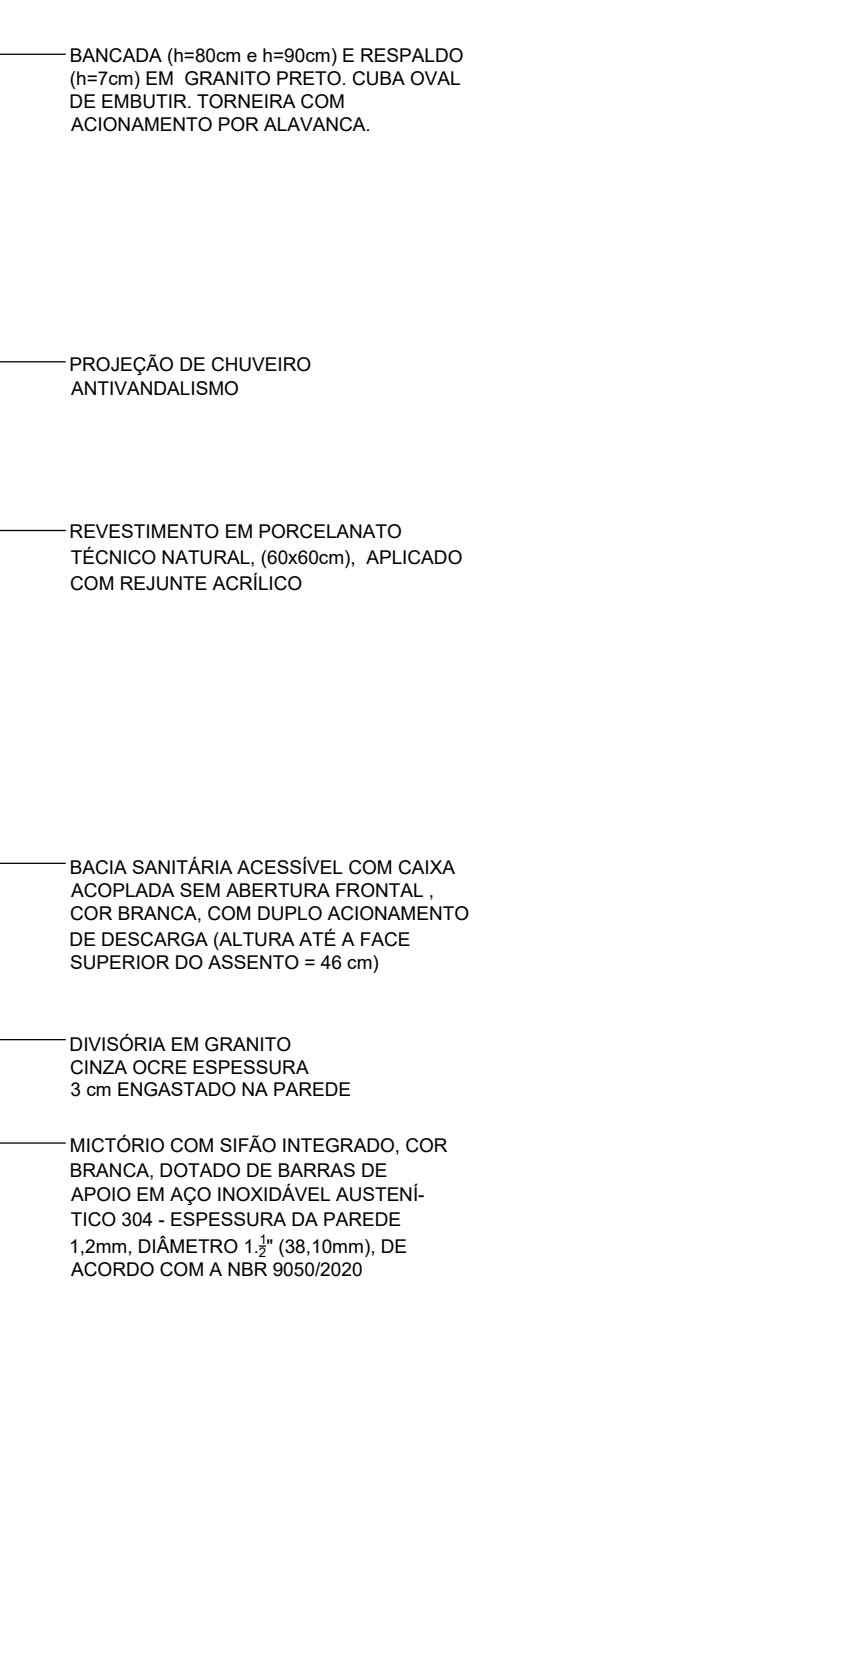 BANCADA (h=80cm e h=90cm) E RESPALDO
(h=7cm) EM GRANITO PRETO. CUBA OVAL
DE EMBUTIR. TORNEIRA COM
ACIONAMENTO POR ALAVANCA.
PROJEÇÃO DE CHUVEIRO
ANTIVANDALISMO
REVESTIMENTO EM PORCELANATO
TÉCNICO NATURAL, (60x60cm), APLICADO
COM REJUNTE ACRÍLICO
BACIA SANITÁRIA ACESSÍVEL COM CAIXA
ACOPLADA SEM ABERTURA FRONTAL ,
COR BRANCA, COM DUPLO ACIONAMENTO
DE DESCARGA (ALTURA ATÉ A FACE
SUPERIOR DO ASSENTO = 46 cm)
DIVISÓRIA EM GRANITO
CINZA OCRE ESPESSURA
3 cm ENGASTADO NA PAREDE
MICTÓRIO COM SIFÃO INTEGRADO, COR
BRANCA, DOTADO DE BARRAS DE
APOIO EM AÇO INOXIDÁVEL AUSTENÍ-
TICO 304 - ESPESSURA DA PAREDE
1,2mm, DIÂMETRO 1.½" (38,10mm), DE
ACORDO COM A NBR 9050/2020